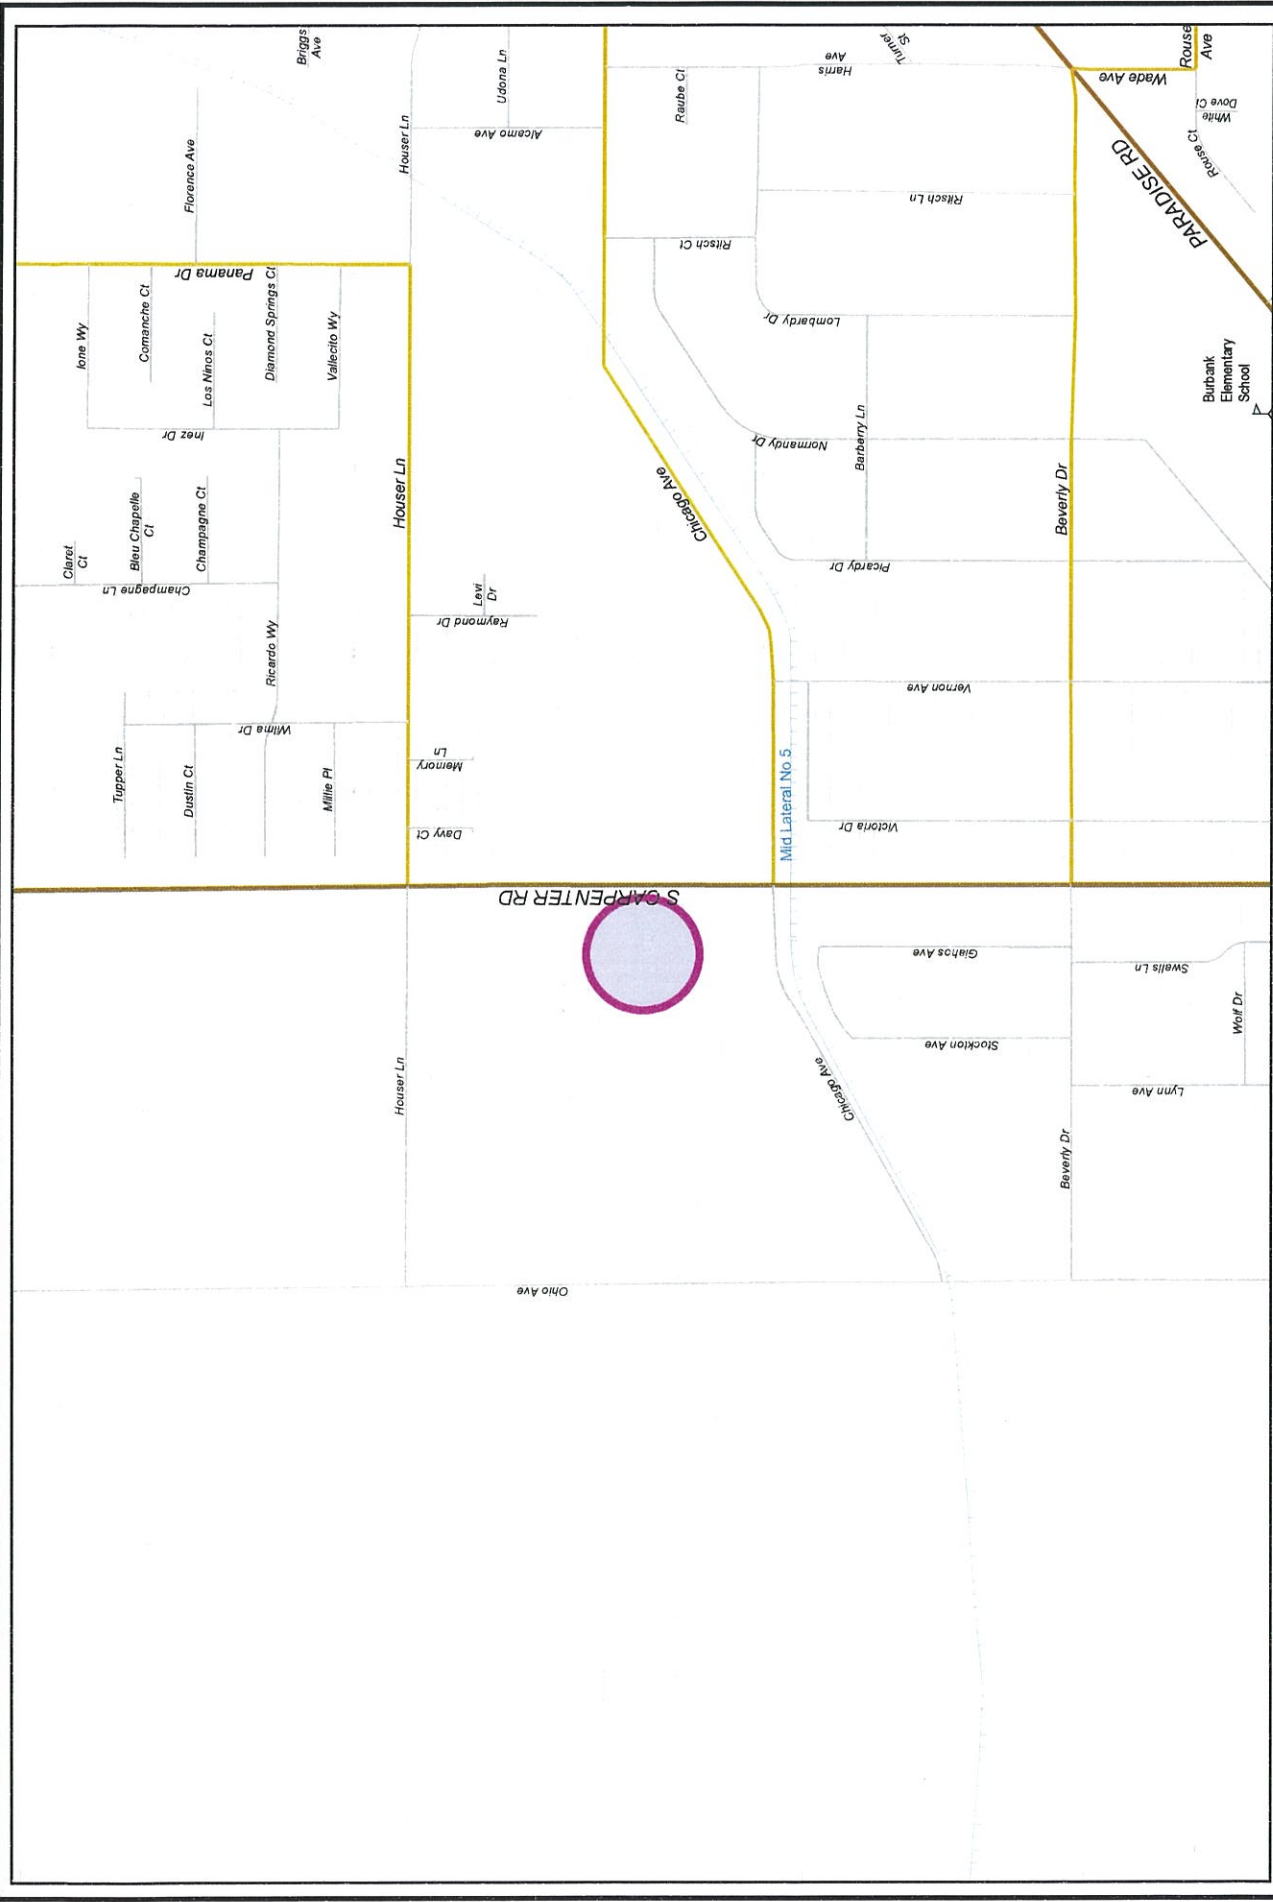 Briggs
Ave
Florence Ave
Houser Ln
Udona Ln
Alcamo Ave
Raube Ct
Harris
Ave
Turner
St
Rouse
Ave
Wade Ave
White
Dove Ct
Rouse Ct
PARADISE RD
Ritsch Ln
Ritsch Ct
Panama Dr
Ione Wy
Comanche Ct
Los Ninos Ct
Diamond Springs Ct
Vallecito Wy
Inez Dr
Lombardy Dr
Barberry Ln
Normandy Dr
Burbank
Elementary
School
Claret
Ct
Bleu Chapelle
Ct
Champagne Ct
Champagne Ln
Houser Ln
Chicago Ave
Beverly Dr
Picardy Dr
Levi
Dr
Raymond Dr
Ricardo Wy
Wilma Dr
Vernon Ave
Tupper Ln
Dustin Ct
Millie Pl
Memory
Ln
Davy Ct
Mid Lateral No 5
Victoria Dr
S CARPENTER RD
Giahos Ave
Swalls Ln
Wolf Dr
Stockton Ave
Lynn Ave
Houser Ln
Chicago Ave
Beverly Dr
Ohio Ave